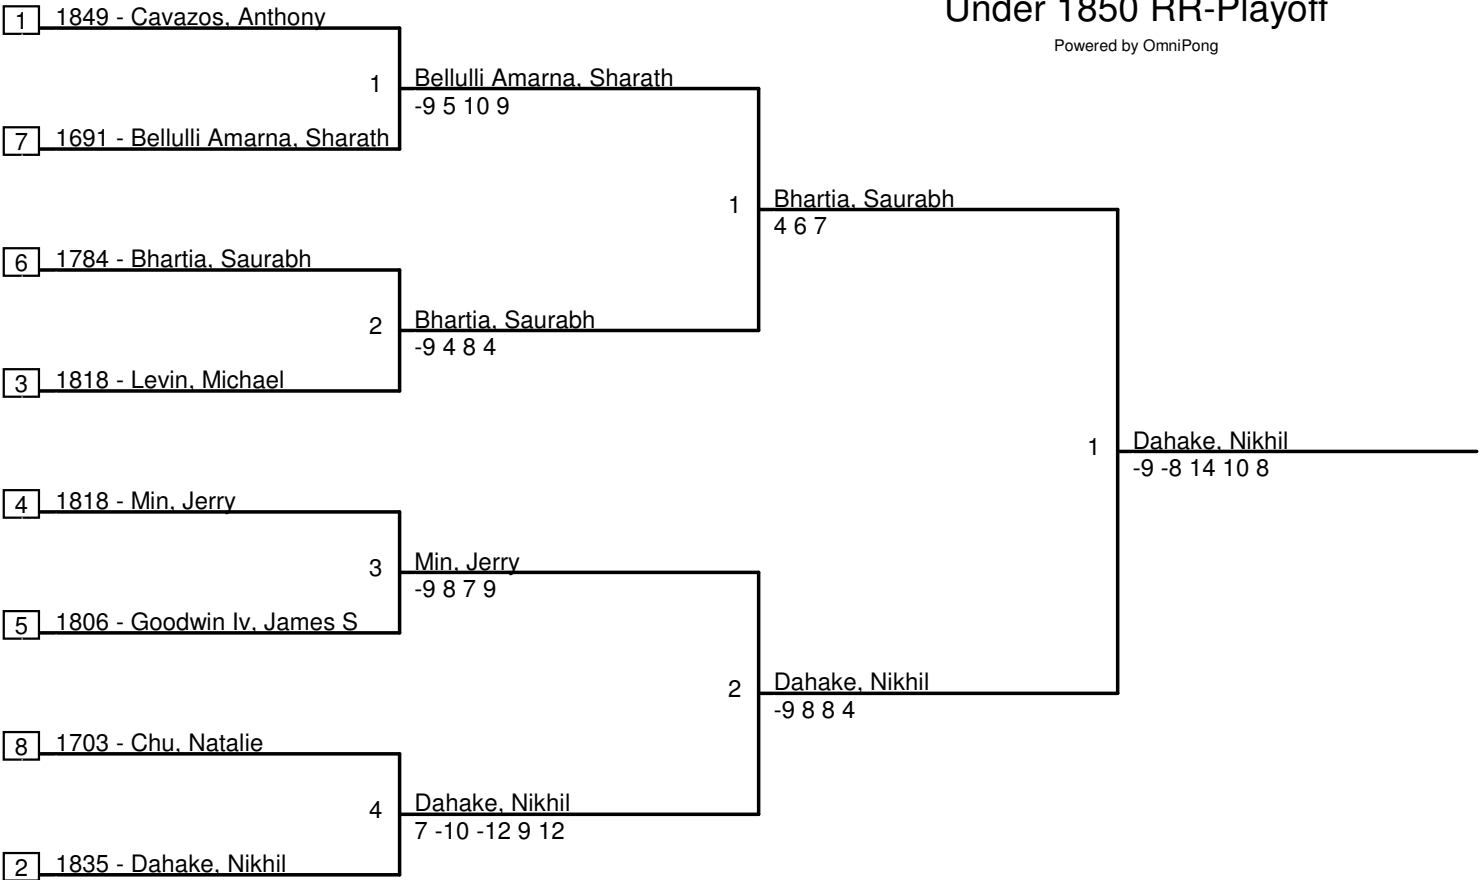 Under 1850 RR-Playoff
Powered by OmniPong
1 1849 - Cavazos, Anthony
1 Bellulli Amarna, Sharath
-9 5 10 9
7 1691 - Bellulli Amarna, Sharath
1 Bhartia, Saurabh
4 6 7
6 1784 - Bhartia, Saurabh
2 Bhartia, Saurabh
-9 4 8 4
3 1818 - Levin, Michael
1 Dahake, Nikhil
-9 -8 14 10 8
4 1818 - Min, Jerry
3 Min, Jerry
-9 8 7 9
5 1806 - Goodwin Iv, James S
2 Dahake, Nikhil
-9 8 8 4
8 1703 - Chu, Natalie
4 Dahake, Nikhil
7 -10 -12 9 12
2 1835 - Dahake, Nikhil